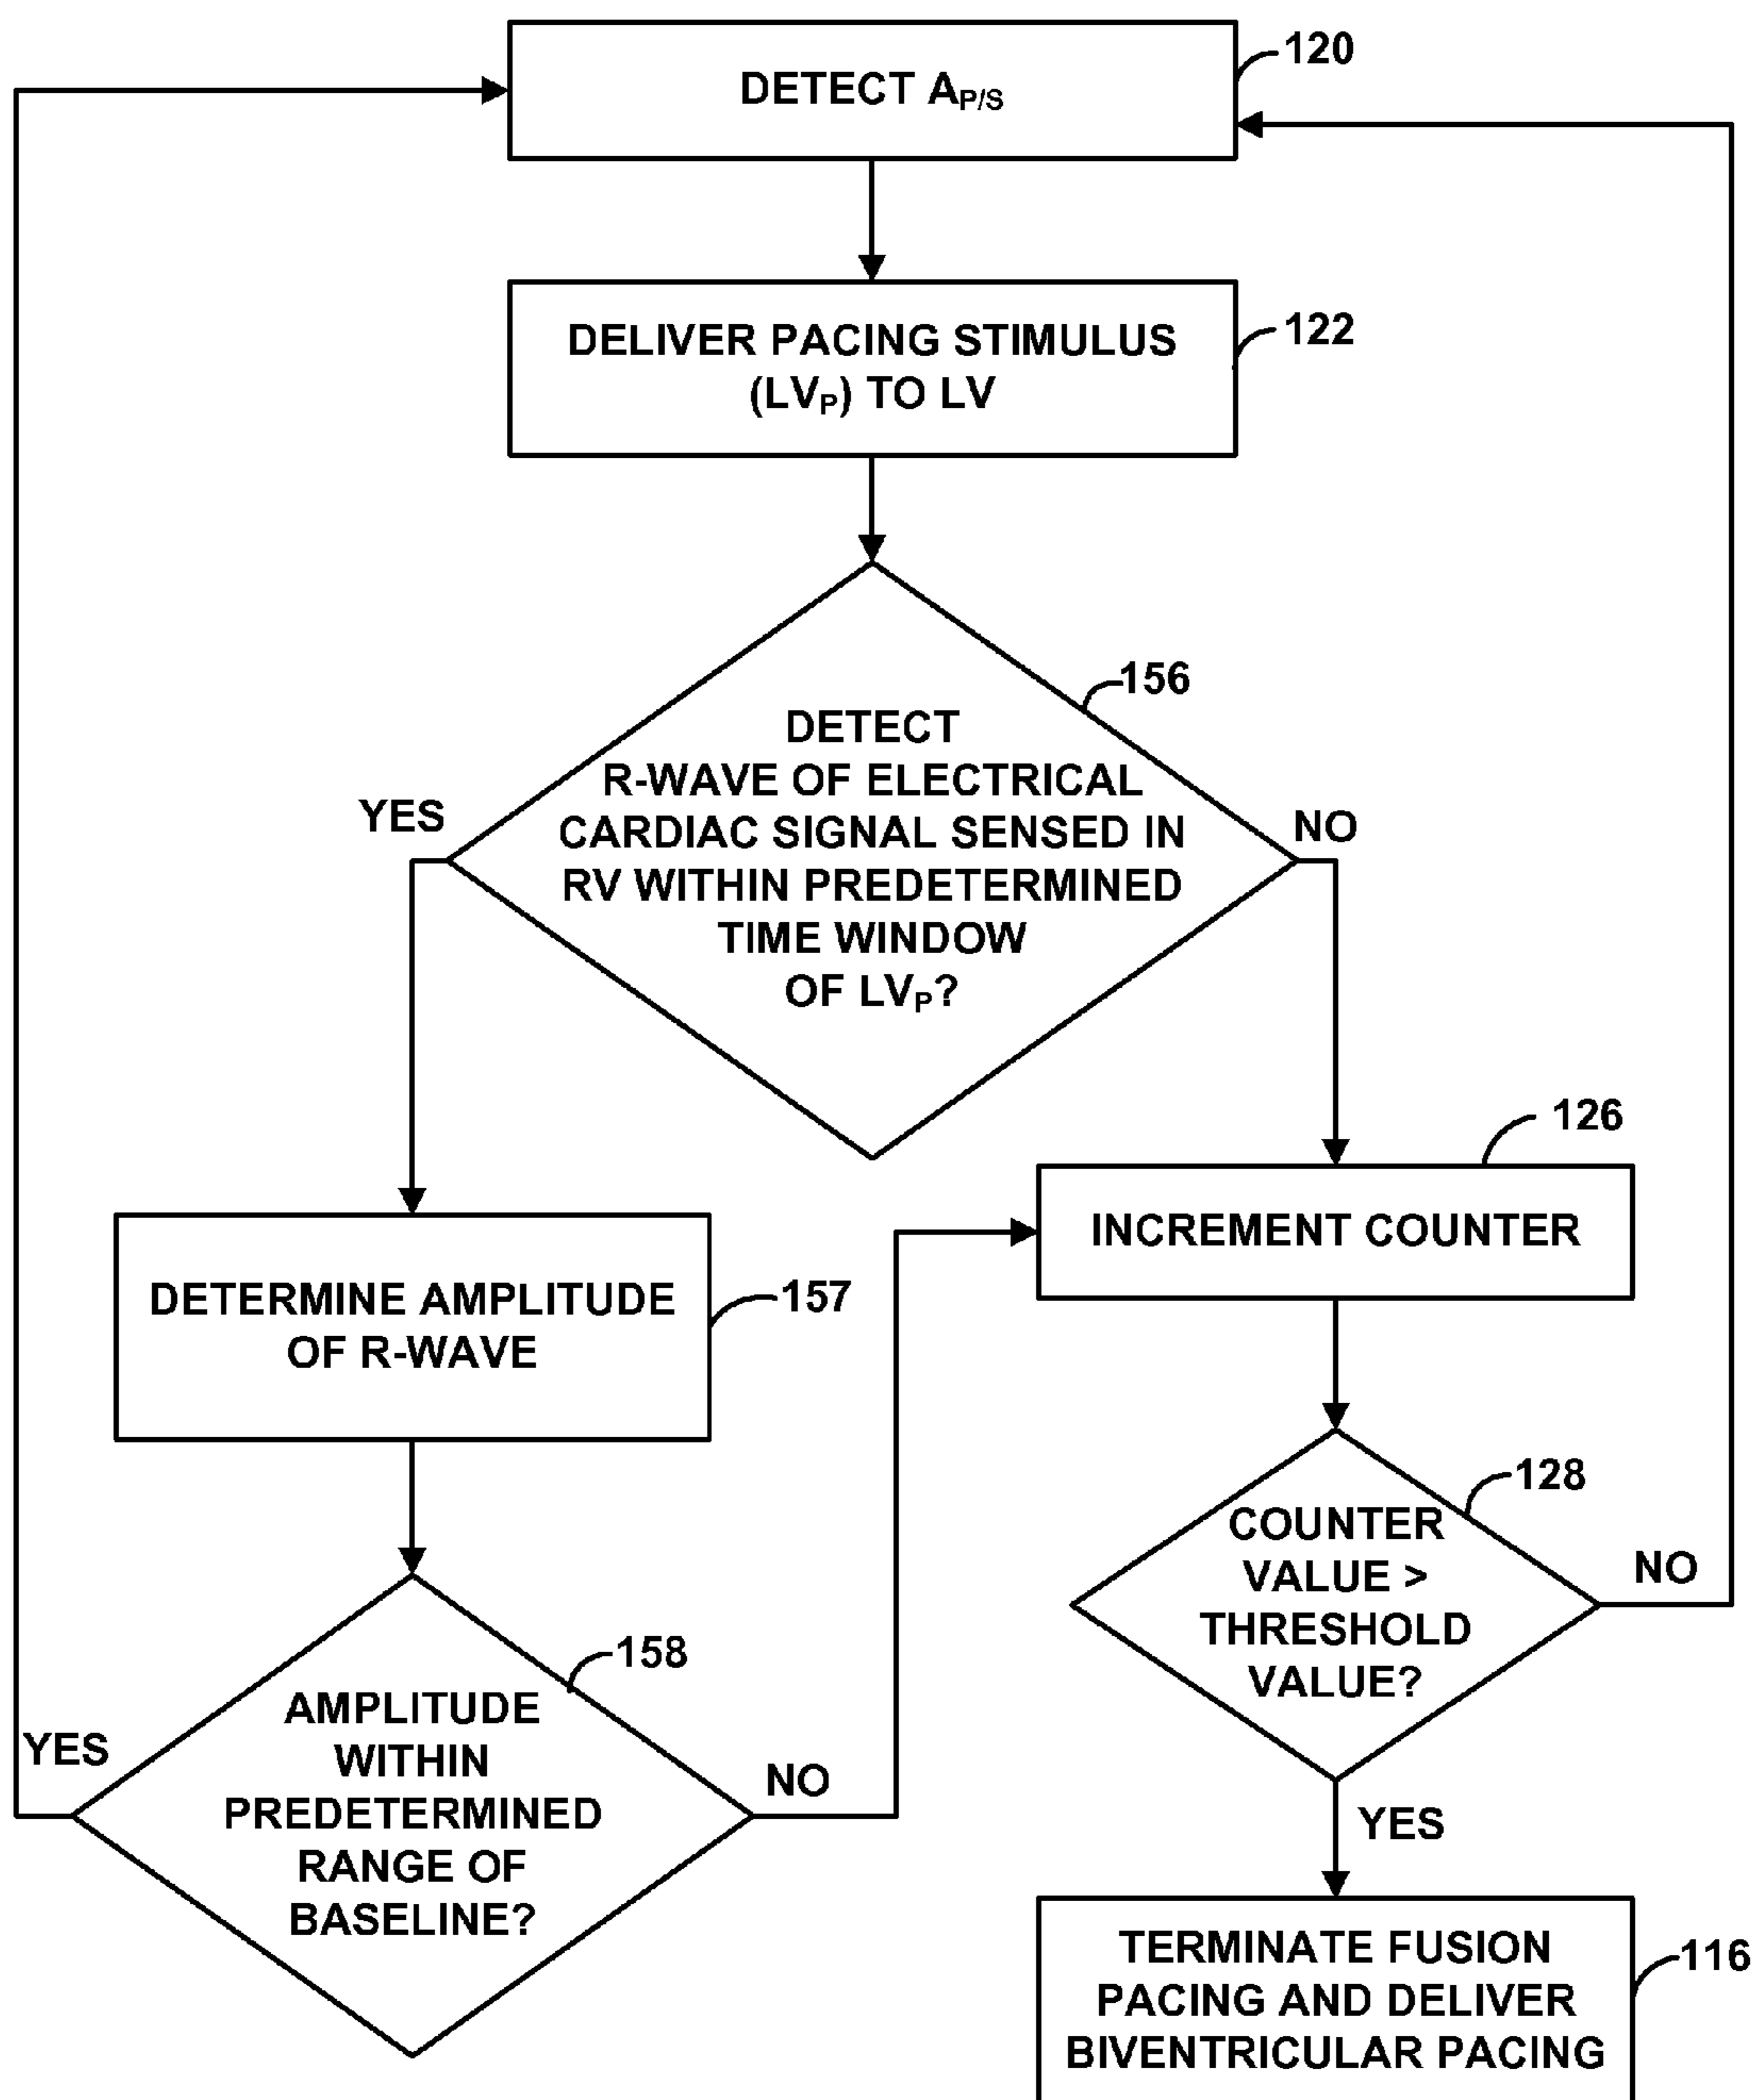 DETECT AP/S
120
DELIVER PACING STIMULUS
(LVP) TO LV
122
DETECT
R-WAVE OF ELECTRICAL
CARDIAC SIGNAL SENSED IN
RV WITHIN PREDETERMINED
TIME WINDOW
OF LVP?
156
YES
NO
DETERMINE AMPLITUDE
OF R-WAVE
157
INCREMENT COUNTER
126
AMPLITUDE
WITHIN
PREDETERMINED
RANGE OF
BASELINE?
158
YES
NO
COUNTER
VALUE >
THRESHOLD
VALUE?
128
NO
YES
TERMINATE FUSION
PACING AND DELIVER
BIVENTRICULAR PACING
116